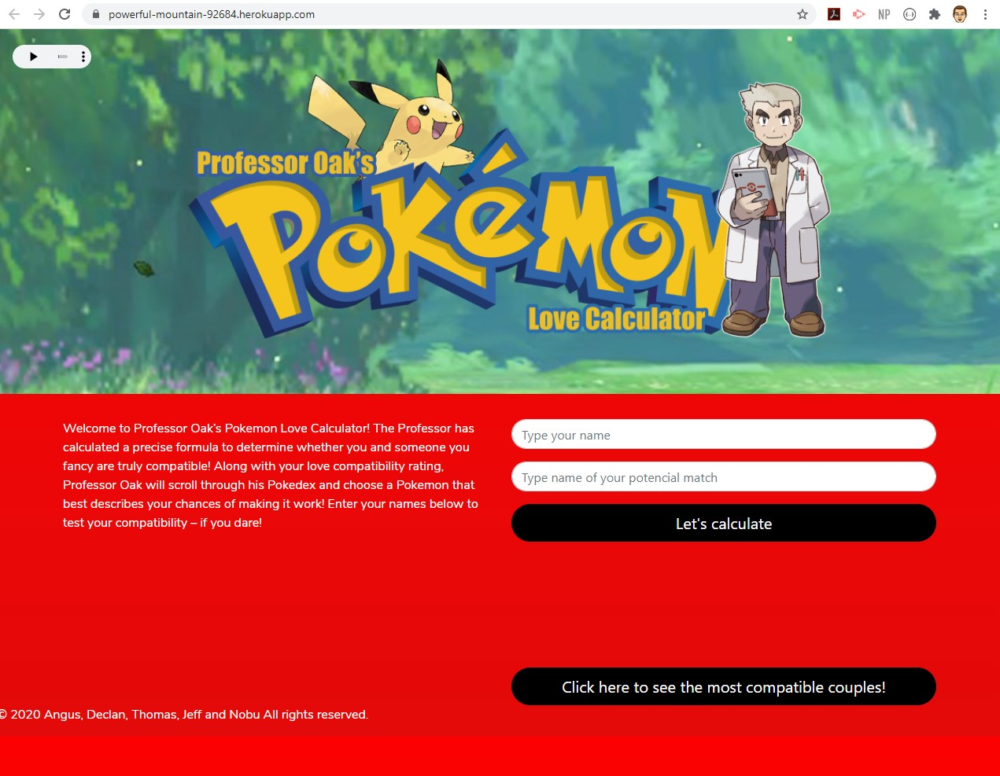 powerful-mountain-92684.herokuapp.com
NP
Professor Oak's
POKéMON
Love Calculator
Welcome to Professor Oak’s Pokemon Love Calculator! The Professor has
calculated a precise formula to determine whether you and someone you
fancy are truly compatible! Along with your love compatibility rating,
Professor Oak will scroll through his Pokedex and choose a Pokemon that
best describes your chances of making it work! Enter your names below to
test your compatibility – if you dare!
Type your name
Type name of your potencial match
Let's calculate
Click here to see the most compatible couples!
© 2020 Angus, Declan, Thomas, Jeff and Nobu All rights reserved.